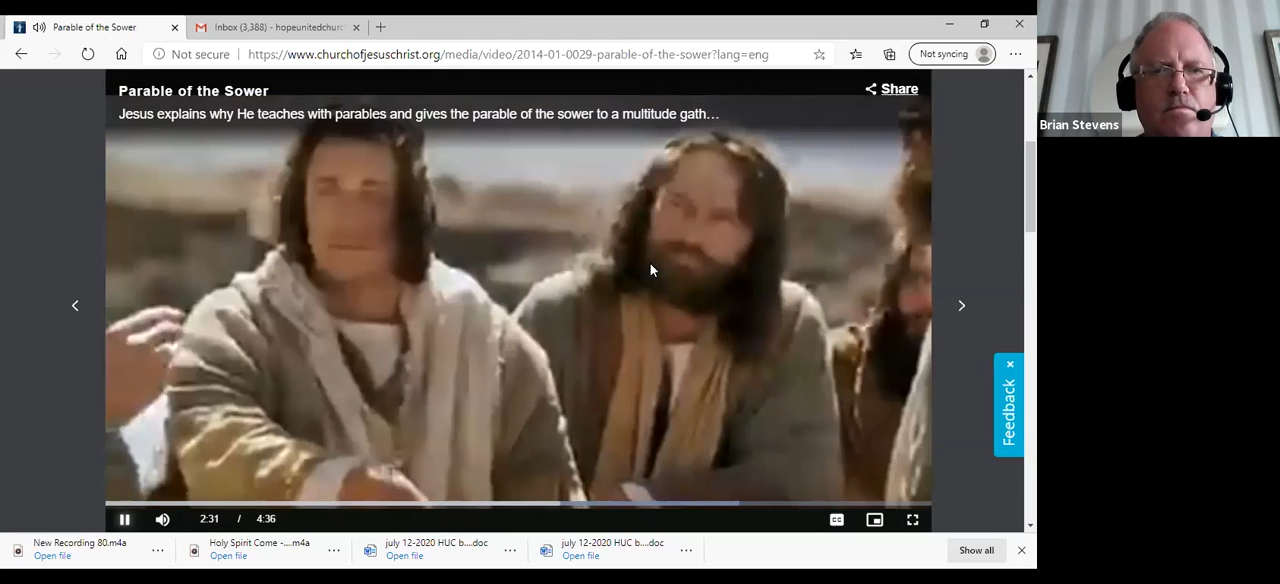 Parable of the Sower
Inbox (3,388) - hopeunitedchurc
Not secure
https://www.churchofjesuschrist.org/media/video/2014-01-0029-parable-of-the-sower?lang=eng
Not syncing
Parable of the Sower
Share
Jesus explains why He teaches with parables and gives the parable of the sower to a multitude gath...
Brian Stevens
Feedback
2:31 / 4:36
CC
New Recording 80.m4a
Open file
Holy Spirit Come -....m4a
Open file
july 12-2020 HUC b....doc
Open file
july 12-2020 HUC b....doc
Open file
Show all